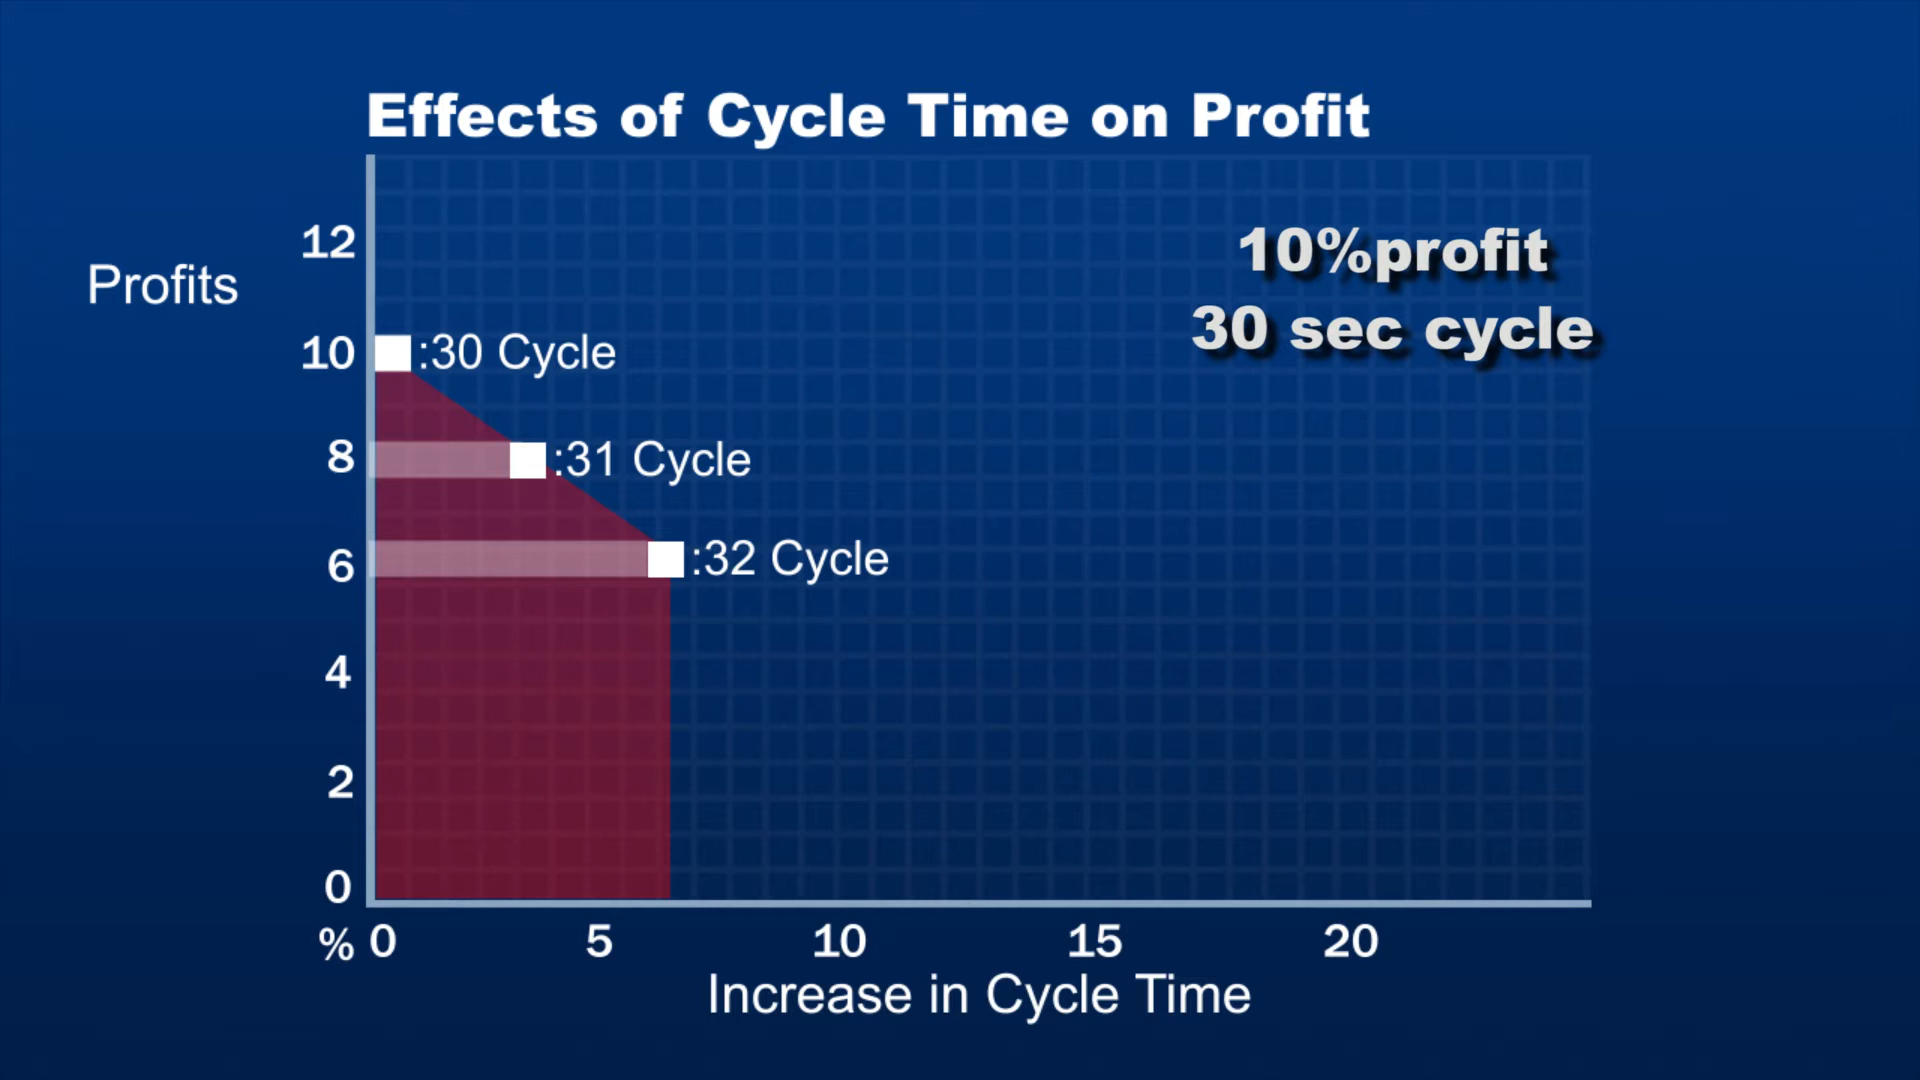 Effects of Cycle Time on Profit
12
10%profit
Profits
30 sec cycle
10 :30 Cycle
8 :31 Cycle
6 :32 Cycle
4
2
0
% 0 5 10 15 20
Increase in Cycle Time